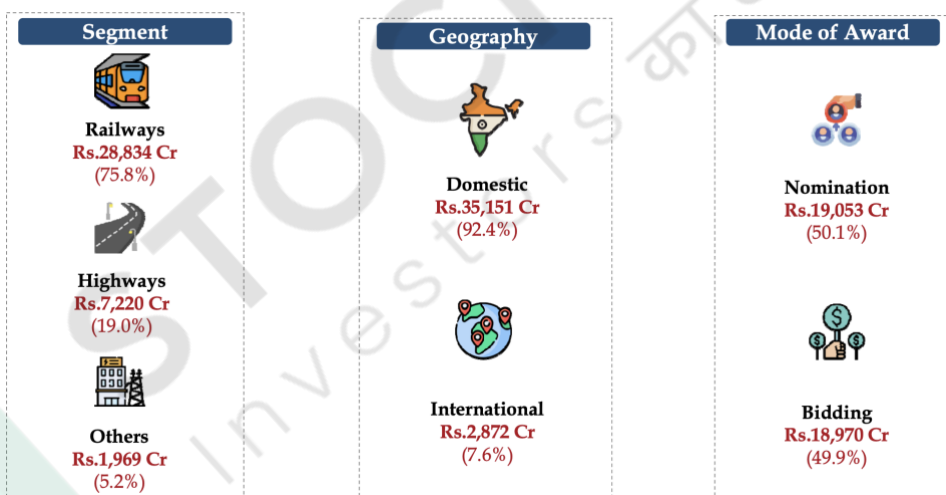 Segment
Railways
Rs.28,834 Cr
(75.8%)
Highways
Rs.7,220 Cr
(19.0%)
Others
Rs.1,969 Cr
(5.2%)
Geography
Domestic
Rs.35,151 Cr
(92.4%)
International
Rs.2,872 Cr
(7.6%)
Mode of Award
Nomination
Rs.19,053 Cr
(50.1%)
Bidding
Rs.18,970 Cr
(49.9%)
STOC
Investors का